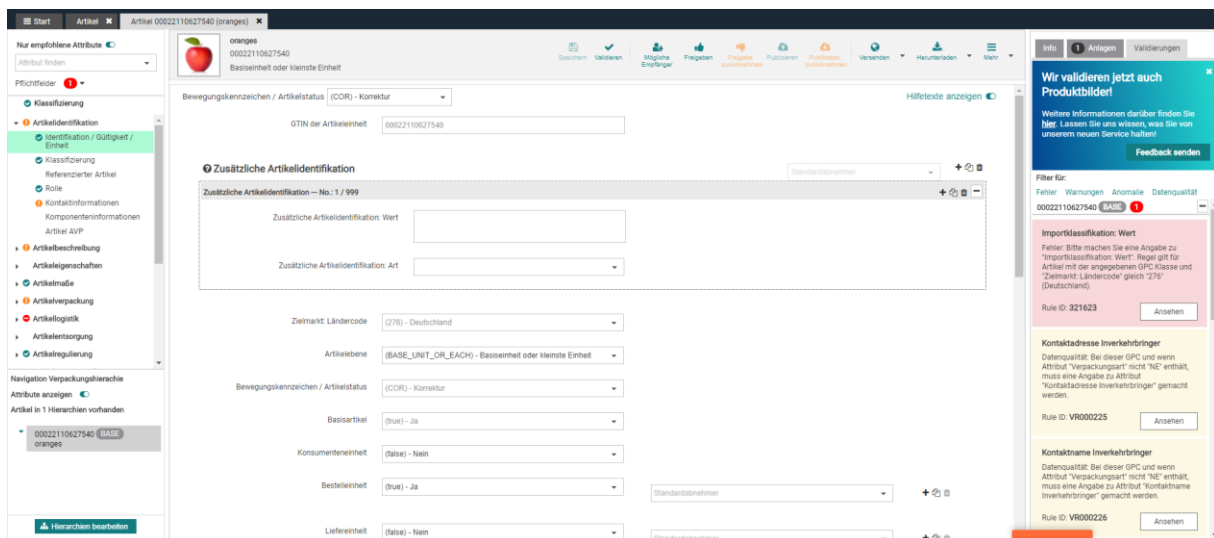 Start
Artikel
Artikel 00022110627540 (oranges)
Nur empfohlene Attribute
Attribut finden
Pflichtfelder 1
Klassifizierung
Artikelidentifikation
Identifikation / Gültigkeit /
Einheit
Klassifizierung
Referenzierter Artikel
Rolle
Kontaktinformationen
Komponenteninformationen
Artikel AVP
Artikelbeschreibung
Artikeleigenschaften
Artikelmaße
Artikelverpackung
Artikellogistik
Artikelentsorgung
Artikelregulierung
Navigation Verpackungshierachie
Attribute anzeigen
Artikel in 1 Hierarchien vorhanden
00022110627540 BASE
oranges
Hierarchien bearbeiten
oranges
00022110627540
Basiseinheit oder kleinste Einheit
Speichern
Validieren
Mögliche
Empfänger
Freigeben
Freigabe
zurücknehmen
Publizieren
Publikation
zurücknehmen
Versenden
Herunterladen
Mehr
Bewegungskennzeichen / Artikelstatus (COR) - Korrektur
Hilfetexte anzeigen
GTIN der Artikeleinheit 00022110627540
Zusätzliche Artikelidentifikation
Standardabnehmer
Zusätzliche Artikelidentifikation -- No.: 1 / 999
Zusätzliche Artikelidentifikation: Wert
Zusätzliche Artikelidentifikation: Art
Zielmarkt: Ländercode (276) - Deutschland
Artikelebene (BASE_UNIT_OR_EACH) - Basiseinheit oder kleinste Einheit
Bewegungskennzeichen / Artikelstatus (COR) - Korrektur
Basisartikel (true) - Ja
Konsumenteneinheit (false) - Nein
Bestelleinheit (true) - Ja Standardabnehmer
Liefereinheit (false) - Nein Standardabnehmer
Info
1 Anlagen
Validierungen
Wir validieren jetzt auch
Produktbilder!
Weitere Informationen darüber finden Sie
hier. Lassen Sie uns wissen, was Sie von
unserem neuen Service halten!
Feedback senden
Filter für:
Fehler Warnungen Anomalie Datenqualität
00022110627540 BASE 1
Importklassifikation: Wert
Fehler: Bitte machen Sie eine Angabe zu
"Importklassifikation: Wert". Regel gilt für
Artikel mit der angegebenen GPC Klasse und
"Zielmarkt: Ländercode" gleich "276"
(Deutschland).
Rule ID: 321623
Ansehen
Kontaktadresse Inverkehrbringer
Datenqualität: Bei dieser GPC und wenn
Attribut "Verpackungsart" nicht "NE" enthält,
muss eine Angabe zu Attribut
"Kontaktadresse Inverkehrbringer" gemacht
werden.
Rule ID: VR000225
Ansehen
Kontaktname Inverkehrbringer
Datenqualität: Bei dieser GPC und wenn
Attribut "Verpackungsart" nicht "NE" enthält,
muss eine Angabe zu Attribut "Kontaktname
Inverkehrbringer" gemacht werden.
Rule ID: VR000226
Ansehen